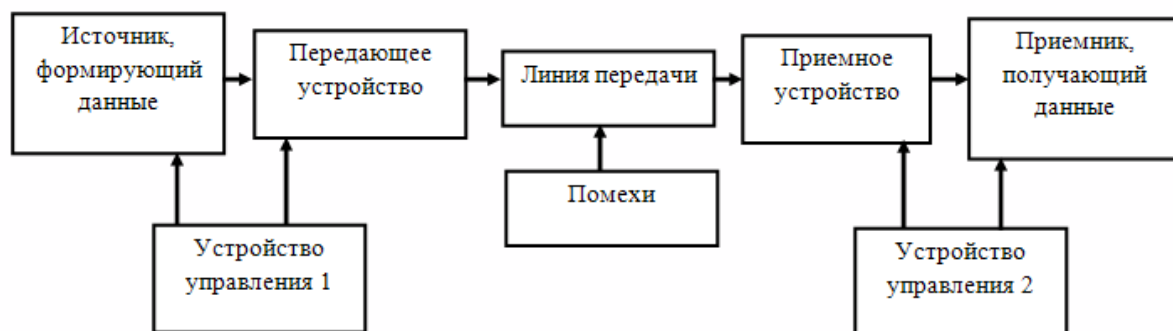 Источник,
формирующий
данные
Передающее
устройство
Линия передачи
Приемное
устройство
Приемник,
получающий
данные
Помехи
Устройство
управления 1
Устройство
управления 2